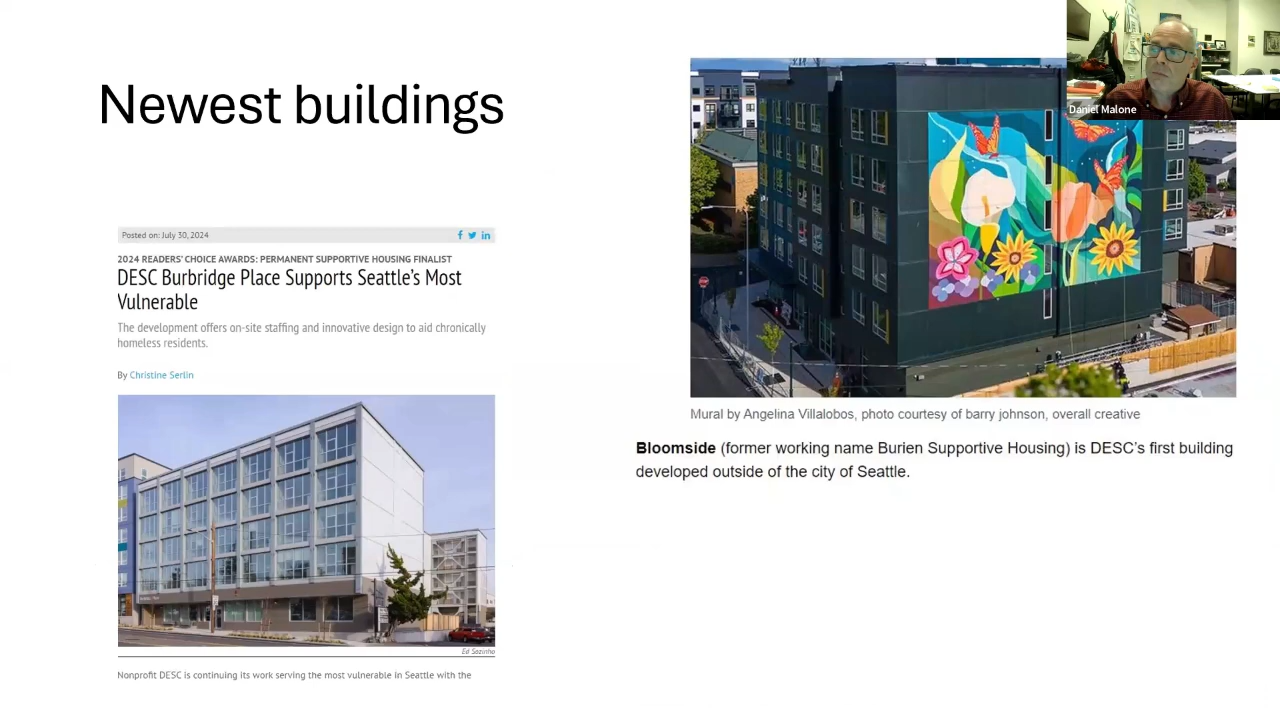 Newest buildings
Posted on: July 30, 2024
2024 READERS' CHOICE AWARDS: PERMANENT SUPPORTIVE HOUSING FINALIST
DESC Burbridge Place Supports Seattle's Most
Vulnerable
The development offers on-site staffing and innovative design to aid chronically
homeless residents.
By Christine Serlin
Ed Sozinho
Nonprofit DESC is continuing its work serving the most vulnerable in Seattle with the
Daniel Malone
Mural by Angelina Villalobos, photo courtesy of barry johnson, overall creative
Bloomside (former working name Burien Supportive Housing) is DESC's first building
developed outside of the city of Seattle.